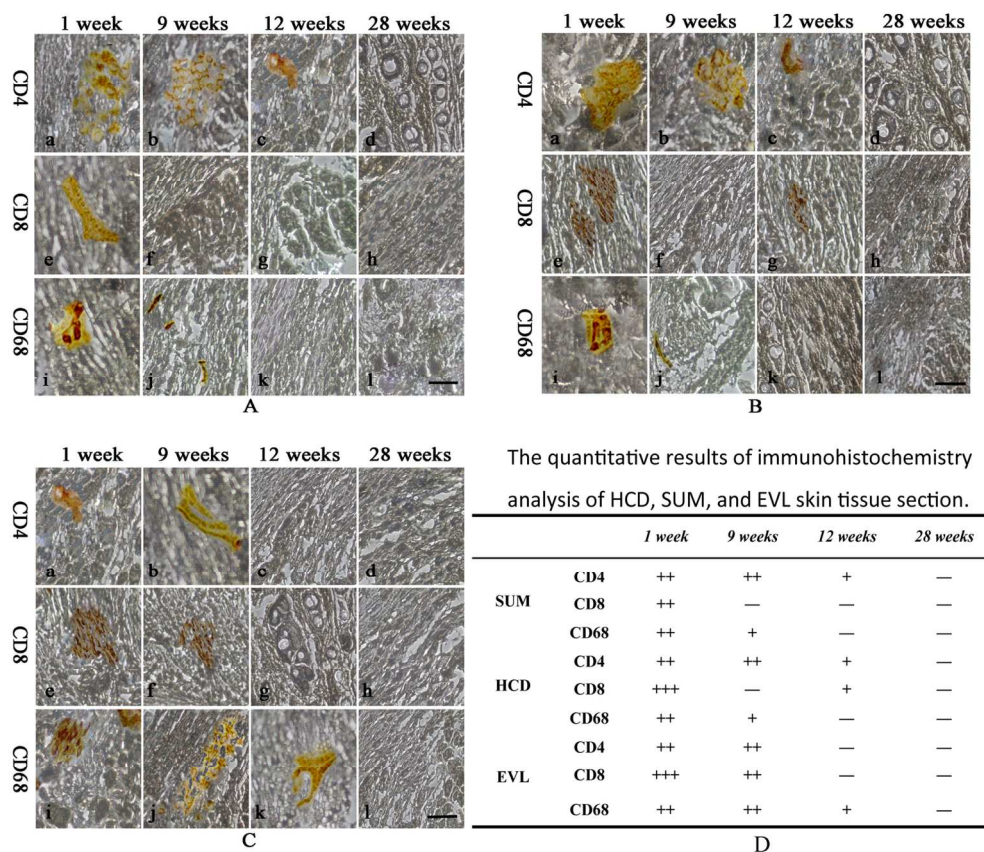 1 week 9 weeks 12 weeks 28 weeks
CD4
a b c d
CD8
e f g h
CD68
i j k l
A
1 week 9 weeks 12 weeks 28 weeks
CD4
a b c d
CD8
e f g h
CD68
i j k l
B
1 week 9 weeks 12 weeks 28 weeks
CD4
a b c d
CD8
e f g h
CD68
i j k l
C
The quantitative results of immunohistochemistry
analysis of HCD, SUM, and EVL skin tissue section.
1 week 9 weeks 12 weeks 28 weeks
CD4 ++ ++ + —
SUM CD8 ++ — — —
CD68 ++ + — —
CD4 ++ ++ + —
HCD CD8 +++ — + —
CD68 ++ + — —
CD4 ++ ++ — —
EVL CD8 +++ ++ — —
CD68 ++ ++ + —
D